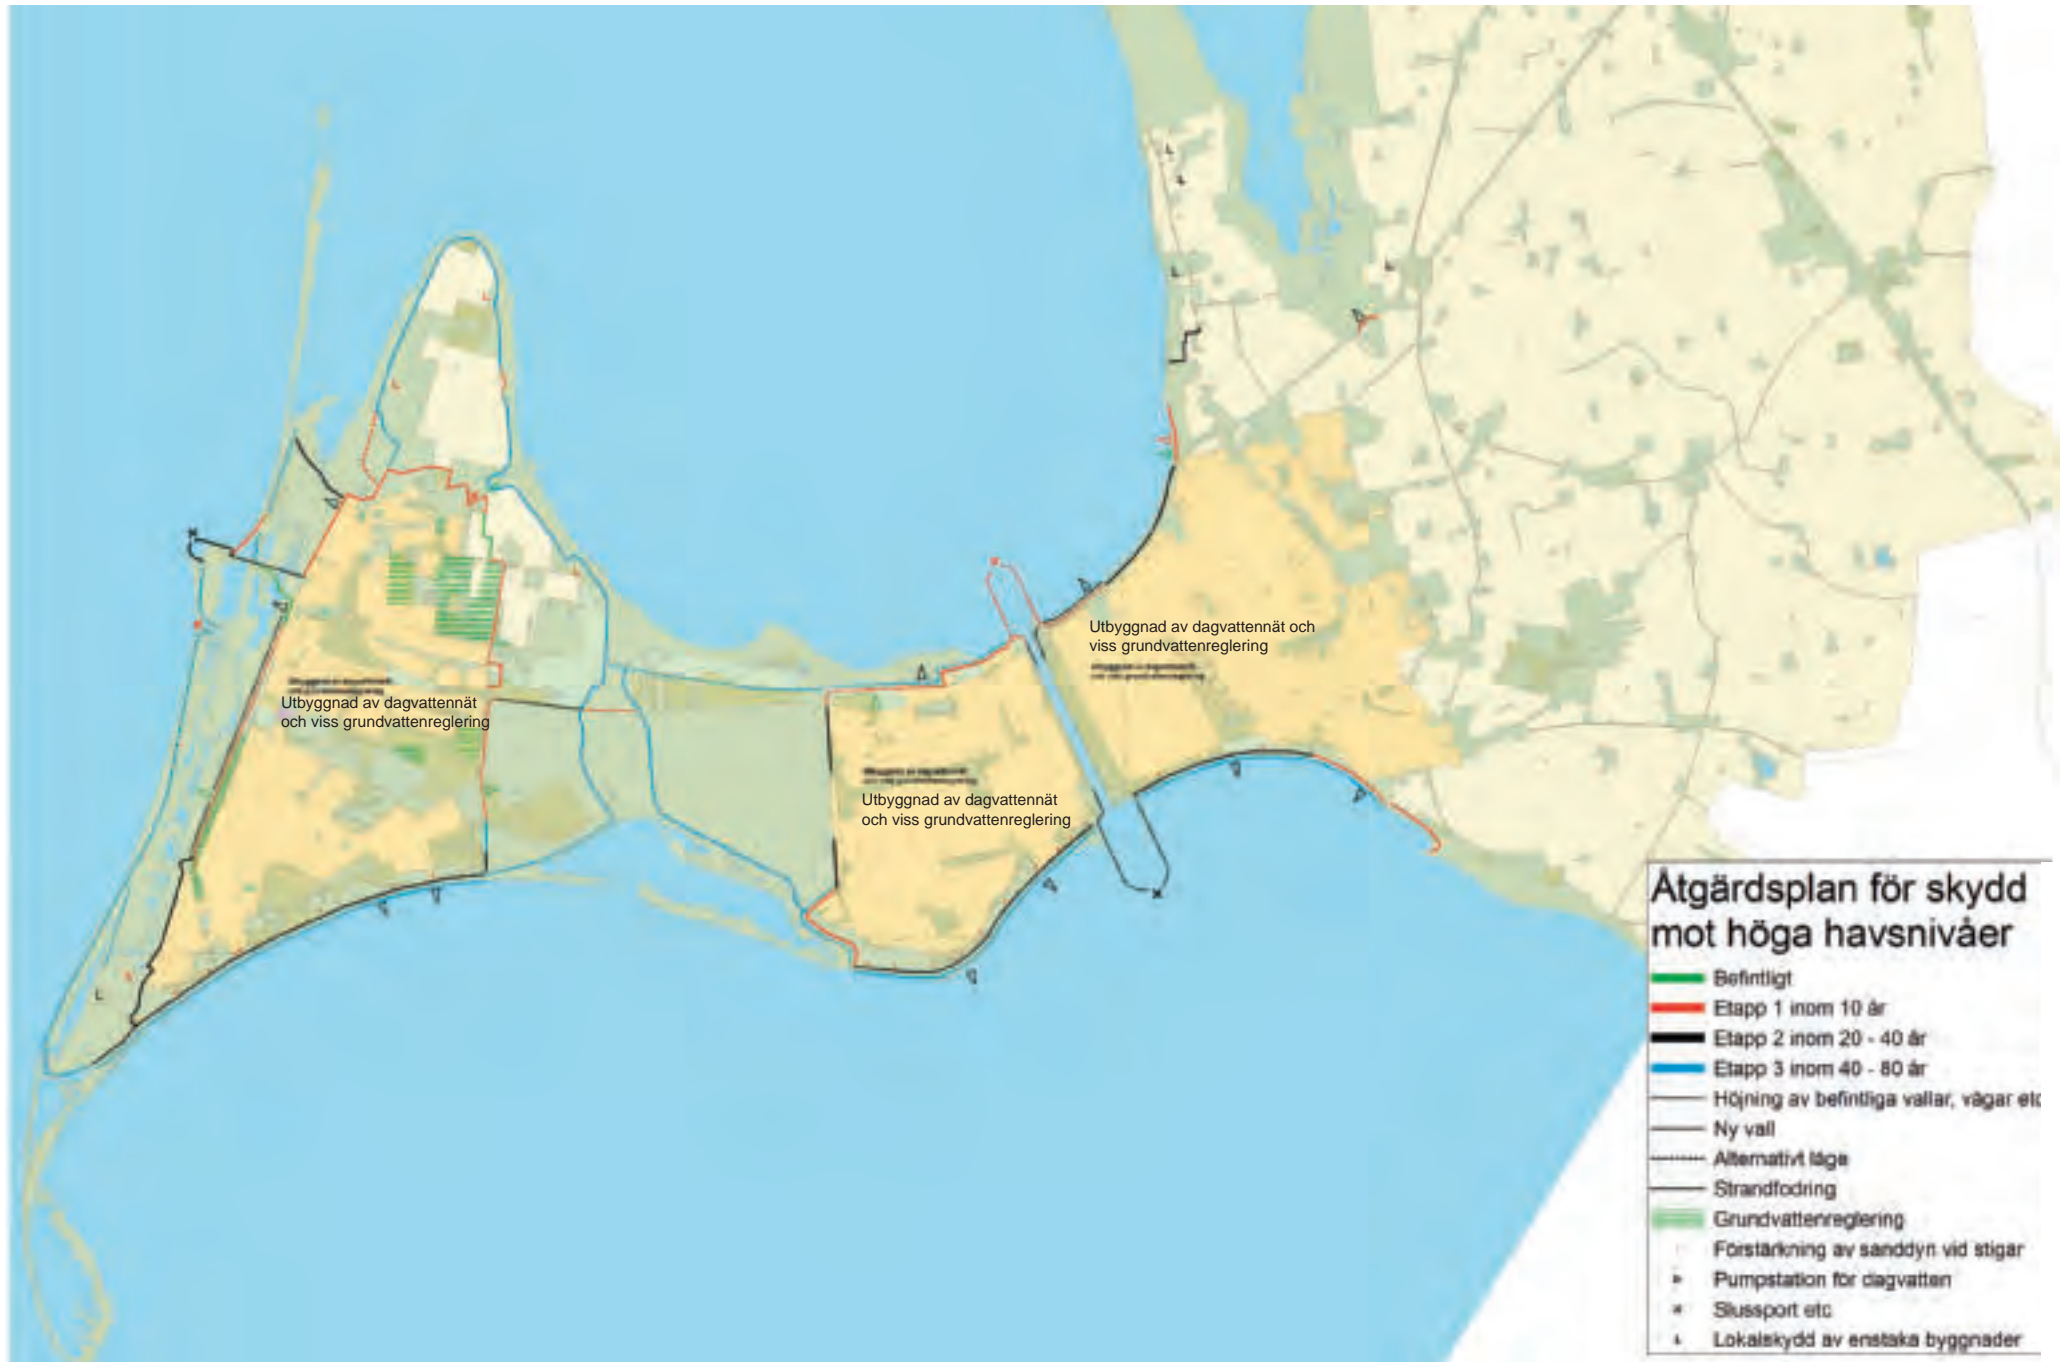 Utbyggnad av dagvattennät och
viss grundvattenreglering
Utbyggnad av dagvattennät
och viss grundvattenreglering
Utbyggnad av dagvattennät
och viss grundvattenreglering
Åtgärdsplan för skydd
mot höga havsnivåer
Befintligt
Etapp 1 inom 10 år
Etapp 2 inom 20 - 40 år
Etapp 3 inom 40 - 80 år
Höjning av befintliga vallar, vägar etc
Ny vall
Alternativt läge
Strandfodring
Grundvattenreglering
Förstärkning av sanddyn vid stigar
Pumpstation för dagvatten
Slussport etc
Lokalskydd av enstaka byggnader